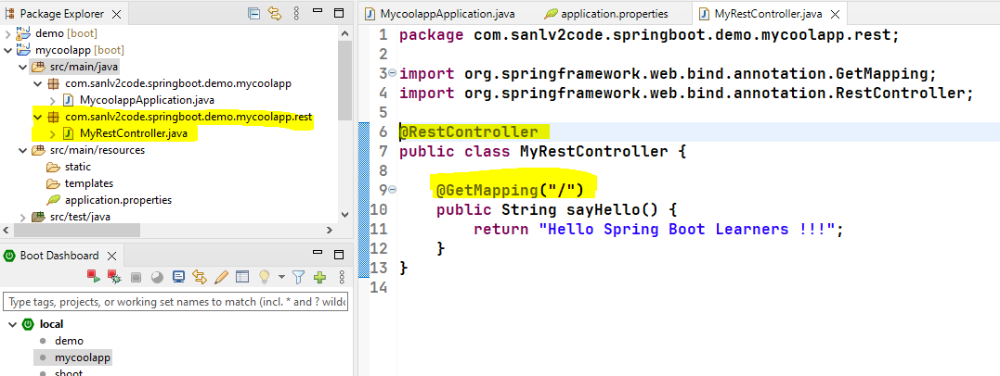 Package Explorer
demo [boot]
mycoolapp [boot]
src/main/java
com.sanlv2code.springboot.demo.mycoolapp
MycoolappApplication.java
com.sanlv2code.springboot.demo.mycoolapp.rest
MyRestController.java
src/main/resources
static
templates
application.properties
src/test/java
Boot Dashboard
Type tags, projects, or working set names to match (incl. * and ? wildc
local
demo
mycoolapp
shoot
MycoolappApplication.java
application.properties
MyRestController.java
1 package com.sanlv2code.springboot.demo.mycoolapp.rest;
2
3 import org.springframework.web.bind.annotation.GetMapping;
4 import org.springframework.web.bind.annotation.RestController;
5
6 @RestController
7 public class MyRestController {
8
9 @GetMapping("/")
10 public String sayHello() {
11 return "Hello Spring Boot Learners !!!";
12 }
13 }
14